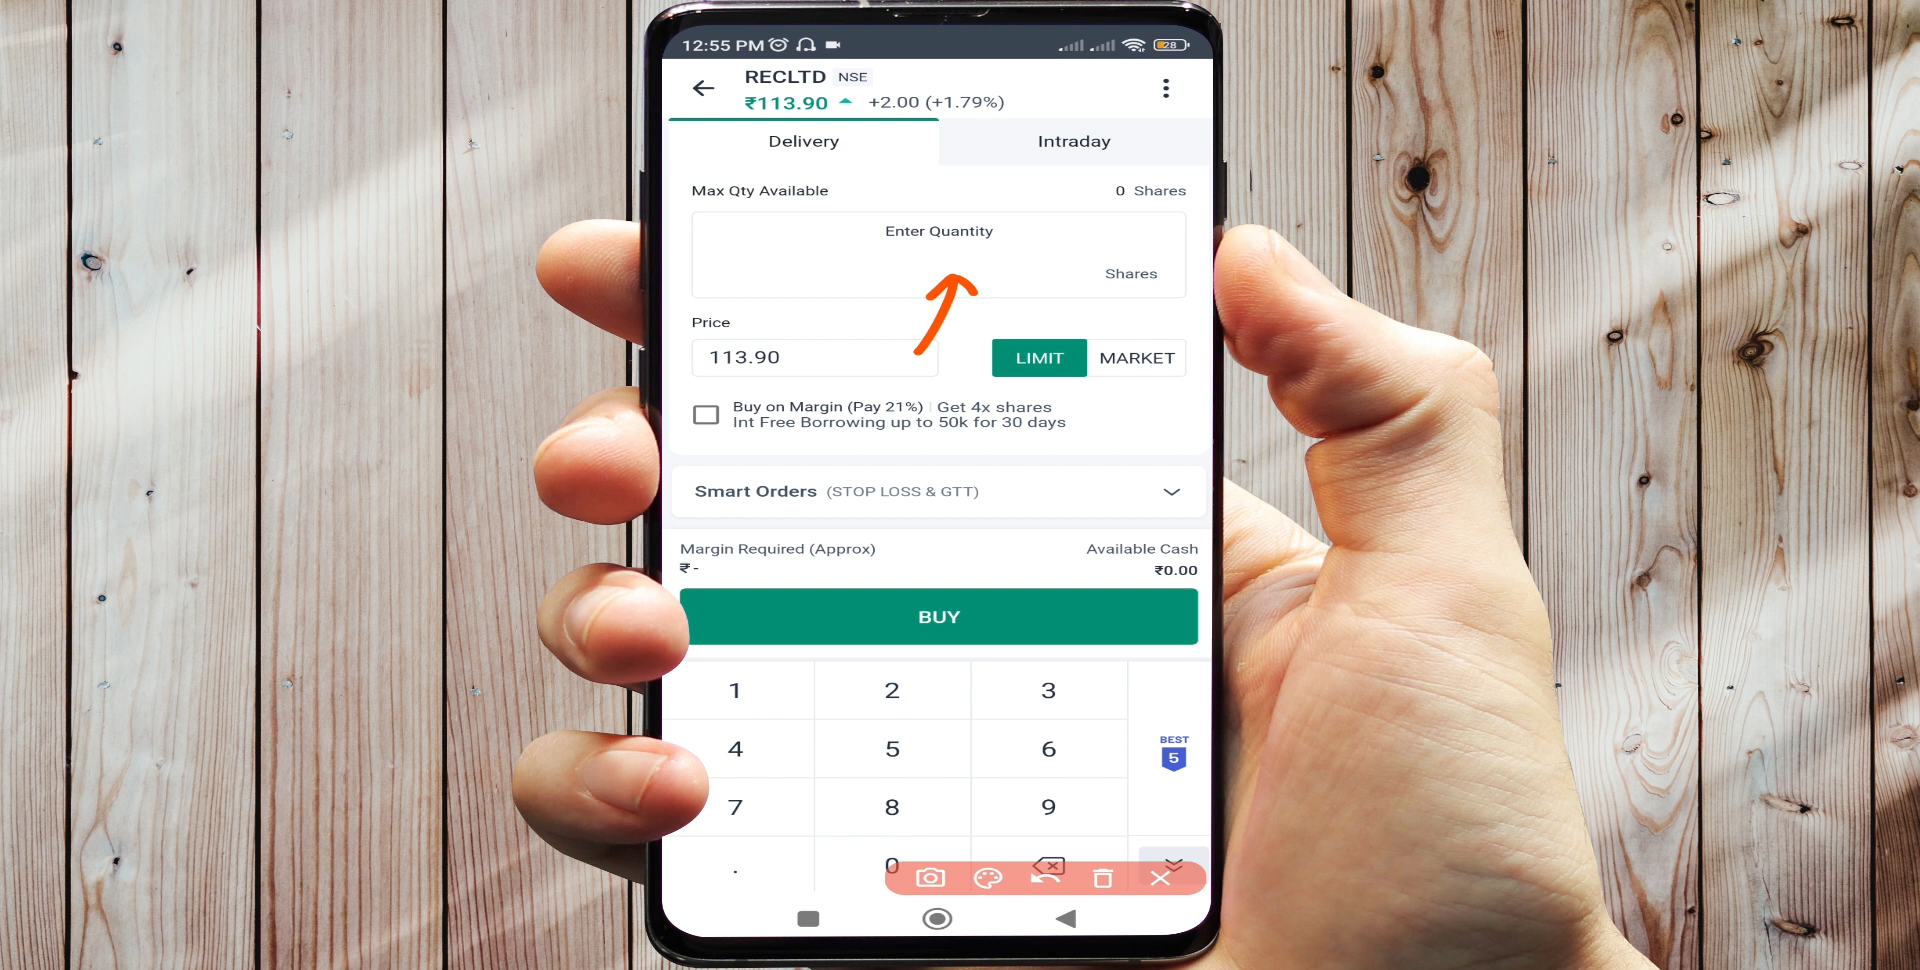 12:55 PM
28
RECLTD NSE
₹113.90 +2.00 (+1.79%)
Delivery Intraday
Max Qty Available 0 Shares
Enter Quantity
Shares
Price
113.90 LIMIT MARKET
Buy on Margin (Pay 21%) | Get 4x shares
Int Free Borrowing up to 50k for 30 days
Smart Orders (STOP LOSS & GTT)
Margin Required (Approx) Available Cash
₹ - ₹0.00
BUY
1 2 3
4 5 6
BEST
5
7 8 9
. 0